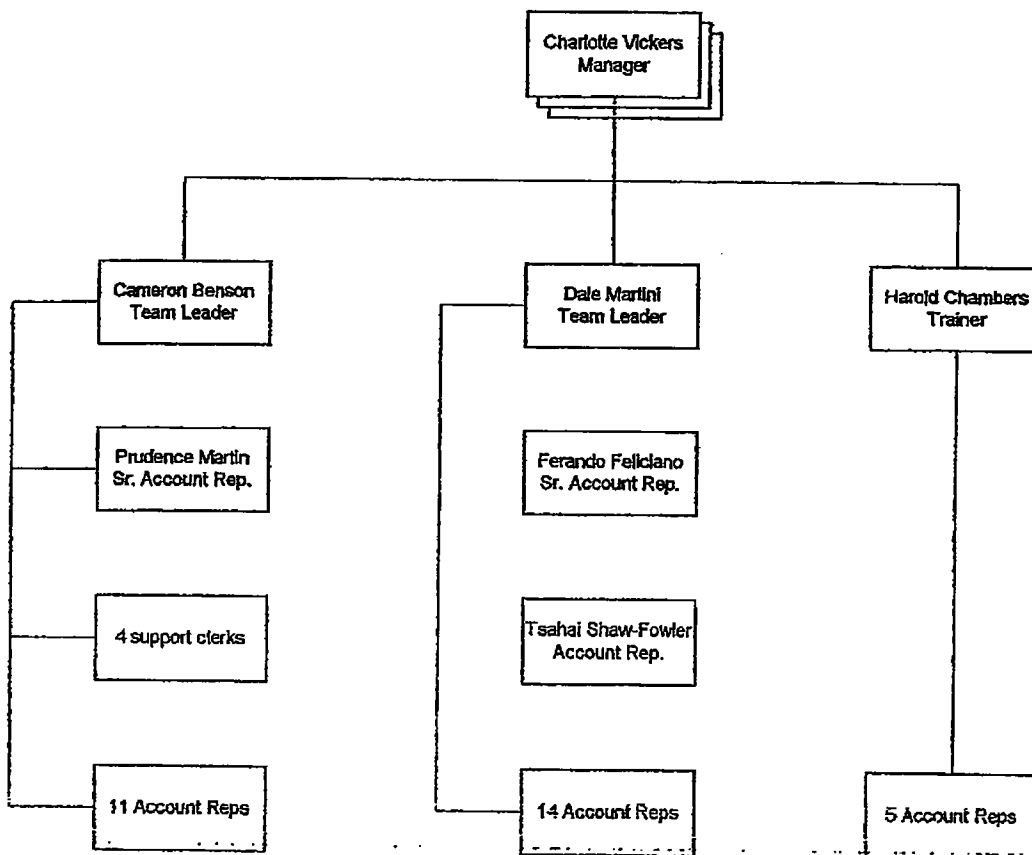 Charlotte Vickers
Manager
Cameron Benson
Team Leader
Dale Martini
Team Leader
Harold Chambers
Trainer
Prudence Martin
Sr. Account Rep.
Ferando Feliciano
Sr. Account Rep.
4 support clerks
Tsahai Shaw-Fowler
Account Rep.
11 Account Reps
14 Account Reps
5 Account Reps